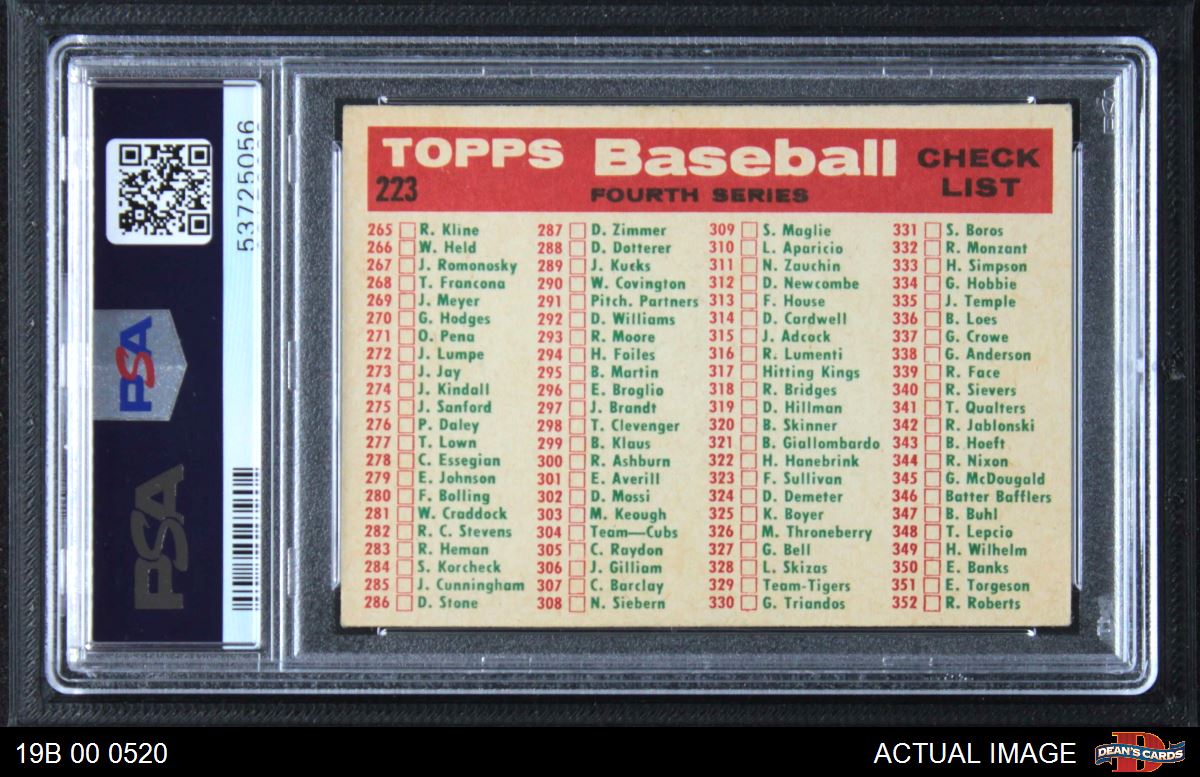 PSA
PSA
53725056
TOPPS Baseball CHECK LIST
223
FOURTH SERIES
265 R. Kline
266 W. Held
267 J. Romonosky
268 T. Francona
269 J. Meyer
270 G. Hodges
271 O. Pena
272 J. Lumpe
273 J. Jay
274 J. Kindall
275 J. Sanford
276 P. Daley
277 T. Lown
278 C. Essegian
279 E. Johnson
280 F. Bolling
281 W. Craddock
282 R. C. Stevens
283 R. Heman
284 S. Korcheck
285 J. Cunningham
286 D. Stone
287 D. Zimmer
288 D. Dotterer
289 J. Kucks
290 W. Covington
291 Pitch. Partners
292 D. Williams
293 R. Moore
294 H. Foiles
295 B. Martin
296 E. Broglio
297 J. Brandt
298 T. Clevenger
299 B. Klaus
300 R. Ashburn
301 E. Averill
302 D. Mossi
303 M. Keough
304 Team—Cubs
305 C. Raydon
306 J. Gilliam
307 C. Barclay
308 N. Siebern
309 S. Maglie
310 L. Aparicio
311 N. Zauchin
312 D. Newcombe
313 F. House
314 D. Cardwell
315 J. Adcock
316 R. Lumenti
317 Hitting Kings
318 R. Bridges
319 D. Hillman
320 B. Skinner
321 B. Giallombardo
322 H. Hanebrink
323 F. Sullivan
324 D. Demeter
325 K. Boyer
326 M. Throneberry
327 G. Bell
328 L. Skizas
329 Team-Tigers
330 G. Triandos
331 S. Boros
332 R. Monzant
333 H. Simpson
334 G. Hobbie
335 J. Temple
336 B. Loes
337 G. Crowe
338 G. Anderson
339 R. Face
340 R. Sievers
341 T. Qualters
342 R. Jablonski
343 B. Hoeft
344 R. Nixon
345 G. McDougald
346 Batter Bafflers
347 B. Buhl
348 T. Lepcio
349 H. Wilhelm
350 E. Banks
351 E. Torgeson
352 R. Roberts
19B 00 0520
ACTUAL IMAGE
DEAN'S CARDS